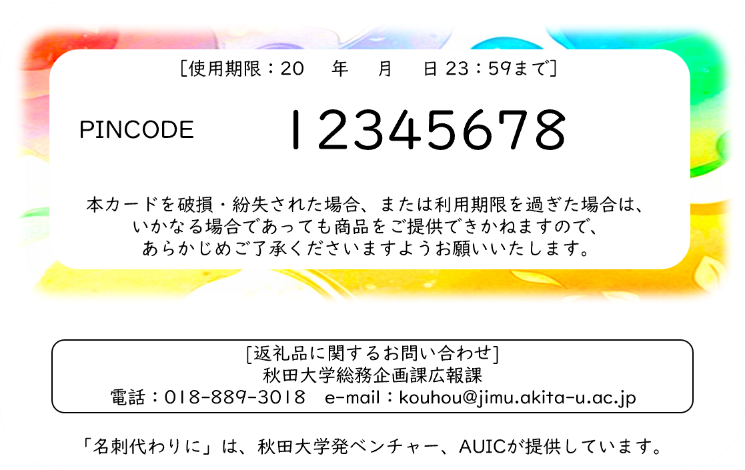 [使用期限：20　年　月　日 23：59まで]
PINCODE 12345678
本カードを破損・紛失された場合、または利用期限を過ぎた場合は、
いかなる場合であっても商品をご提供できかねますので、
あらかじめご了承くださいますようお願いいたします。
[返礼品に関するお問い合わせ]
秋田大学総務企画課広報課
電話：018-889-3018　e-mail：kouhou@jimu.akita-u.ac.jp
「名刺代わりに」は、秋田大学発ベンチャー、AUICが提供しています。